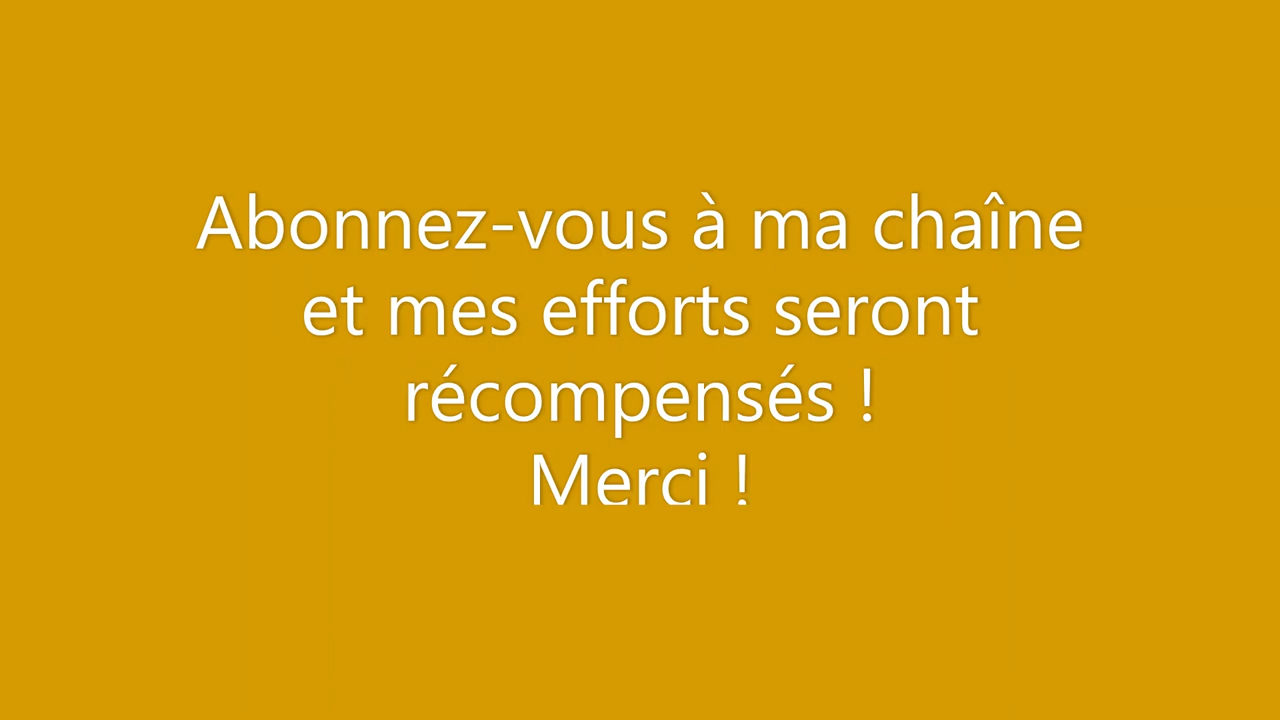 Abonnez-vous à ma chaîne
et mes efforts seront
récompensés !
Merci !